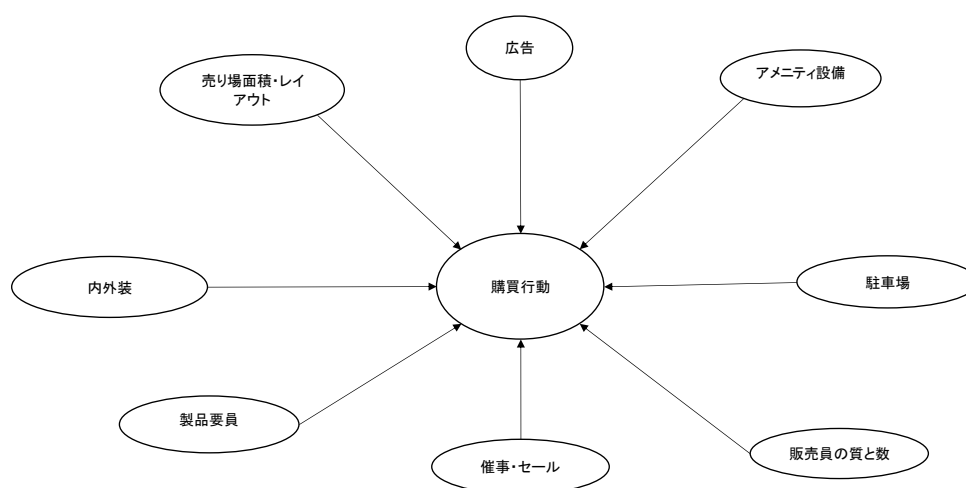 広告
売り場面積・レイ
アウト
アメニティ設備
内外装
購買行動
駐車場
製品要員
催事・セール
販売員の質と数